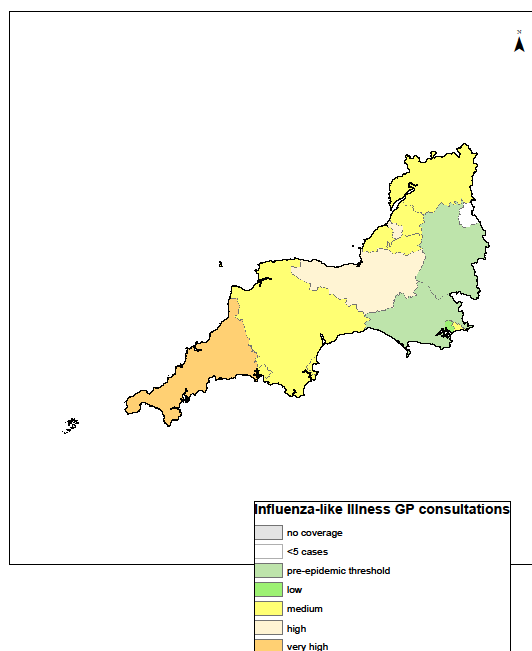 N
Influenza-like Illness GP consultations
no coverage
<5 cases
pre-epidemic threshold
low
medium
high
very high